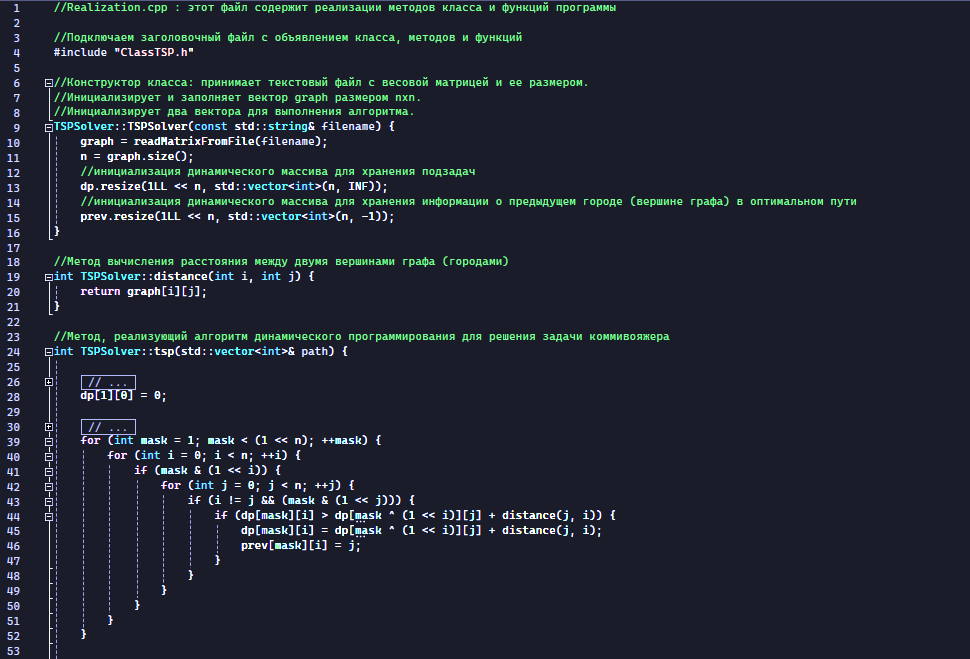 1 //Realization.cpp : этот файл содержит реализации методов класса и функций программы
2
3 //Подключаем заголовочный файл с объявлением класса, методов и функций
4 #include "ClassTSP.h"
5
6 //Конструктор класса: принимает текстовый файл с весовой матрицей и ее размером.
7 //Инициализирует и заполняет вектор graph размером nxn.
8 //Инициализирует два вектора для выполнения алгоритма.
9 TSPSolver::TSPSolver(const std::string& filename) {
10 graph = readMatrixFromFile(filename);
11 n = graph.size();
12 //инициализация динамического массива для хранения подзадач
13 dp.resize(1LL << n, std::vector<int>(n, INF));
14 //инициализация динамического массива для хранения информации о предыдущем городе (вершине графа) в оптимальном пути
15 prev.resize(1LL << n, std::vector<int>(n, -1));
16 }
17
18 //Метод вычисления расстояния между двумя вершинами графа (городами)
19 int TSPSolver::distance(int i, int j) {
20 return graph[i][j];
21 }
22
23 //Метод, реализующий алгоритм динамического программирования для решения задачи коммивояжера
24 int TSPSolver::tsp(std::vector<int>& path) {
25
26 // ...
28 dp[1][0] = 0;
29
30 // ...
39 for (int mask = 1; mask < (1 << n); ++mask) {
40 for (int i = 0; i < n; ++i) {
41 if (mask & (1 << i)) {
42 for (int j = 0; j < n; ++j) {
43 if (i != j && (mask & (1 << j))) {
44 if (dp[mask][i] > dp[mask ^ (1 << i)][j] + distance(j, i)) {
45 dp[mask][i] = dp[mask ^ (1 << i)][j] + distance(j, i);
46 prev[mask][i] = j;
47 }
48 }
49 }
50 }
51 }
52 }
53